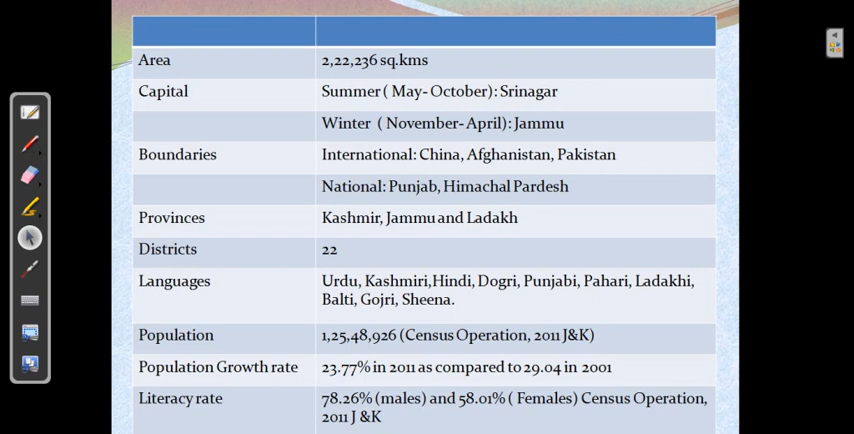 Area 2,22,236 sq.kms
Capital Summer ( May- October): Srinagar
Winter ( November- April): Jammu
Boundaries International: China, Afghanistan, Pakistan
National: Punjab, Himachal Pardesh
Provinces Kashmir, Jammu and Ladakh
Districts 22
Languages Urdu, Kashmiri,Hindi, Dogri, Punjabi, Pahari, Ladakhi,
Balti, Gojri, Sheena.
Population 1,25,48,926 (Census Operation, 2011 J&K)
Population Growth rate 23.77% in 2011 as compared to 29.04 in 2001
Literacy rate 78.26% (males) and 58.01% ( Females) Census Operation,
2011 J &K